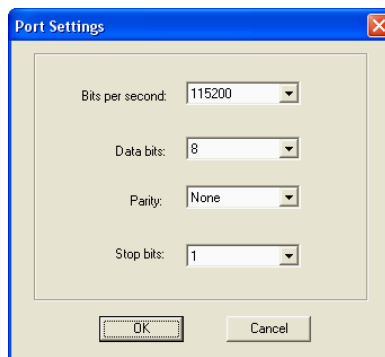 Port Settings
Bits per second: 115200
Data bits: 8
Parity: None
Stop bits: 1
OK Cancel